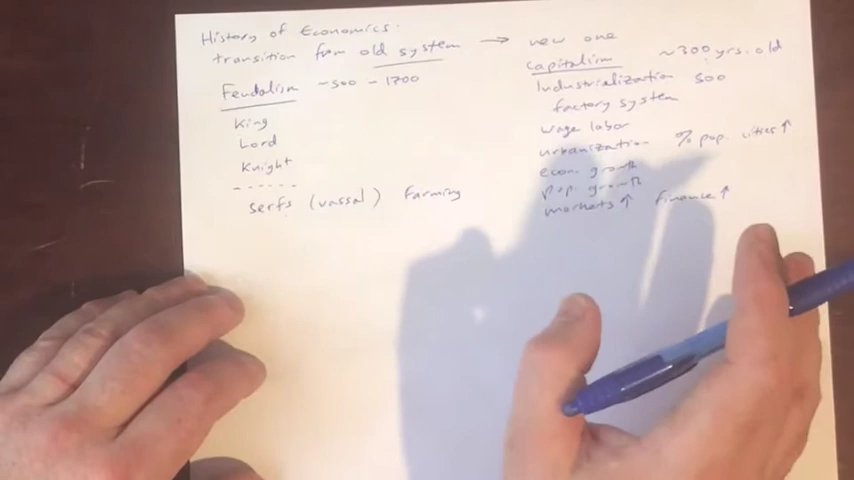 History of Economics:
transition from old system → new one
Feudalism ~500 - 1700
King
Lord
Knight
------
serfs (vassal) Farming
Capitalism ~300 yrs. old
Industrialization 500
factory system
wage labor
urbanization % pop. cities ↑
econ. growth
pop. growth
markets ↑ finance ↑